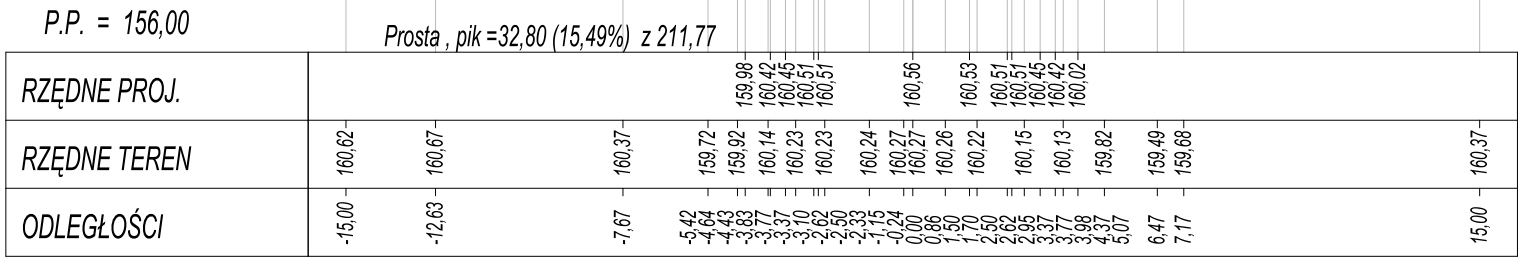 P.P. = 156,00
Prosta , pik =32,80 (15,49%) z 211,77
RZĘDNE PROJ. 159,98 160,42 160,45 160,51 160,51 160,56 160,53 160,51 160,51 160,45 160,42 160,02
RZĘDNE TEREN 160,62 160,67 160,37 159,72 159,92 160,14 160,23 160,23 160,24 160,27 160,27 160,26 160,22 160,15 160,13 159,82 159,49 159,68 160,37
ODLEGŁOŚCI -15,00 -12,63 -7,67 -5,42 -4,64 -4,43 -3,83 -3,77 -3,37 -3,10 -2,62 -2,50 -2,33 -1,15 -0,24 0,00 0,86 1,50 1,70 2,50 2,62 2,95 3,37 3,77 3,98 4,37 5,07 6,47 7,17 15,00